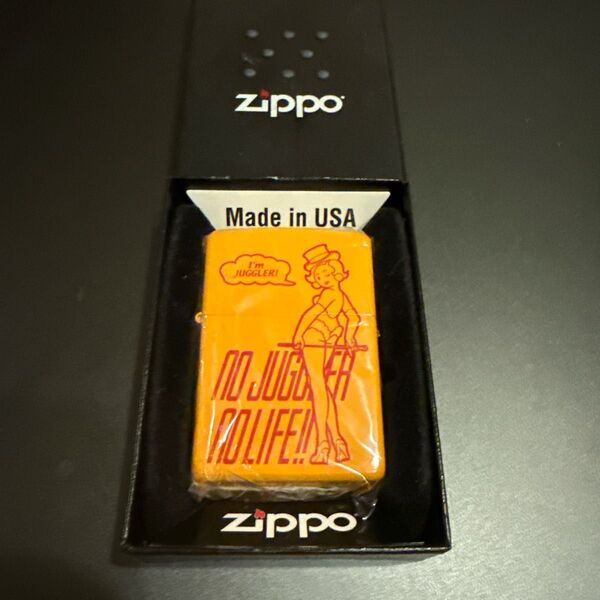 zippo
Made in USA
I'm
JUGGLER!
NO JUGGLER
NO LIFE!!
zippo